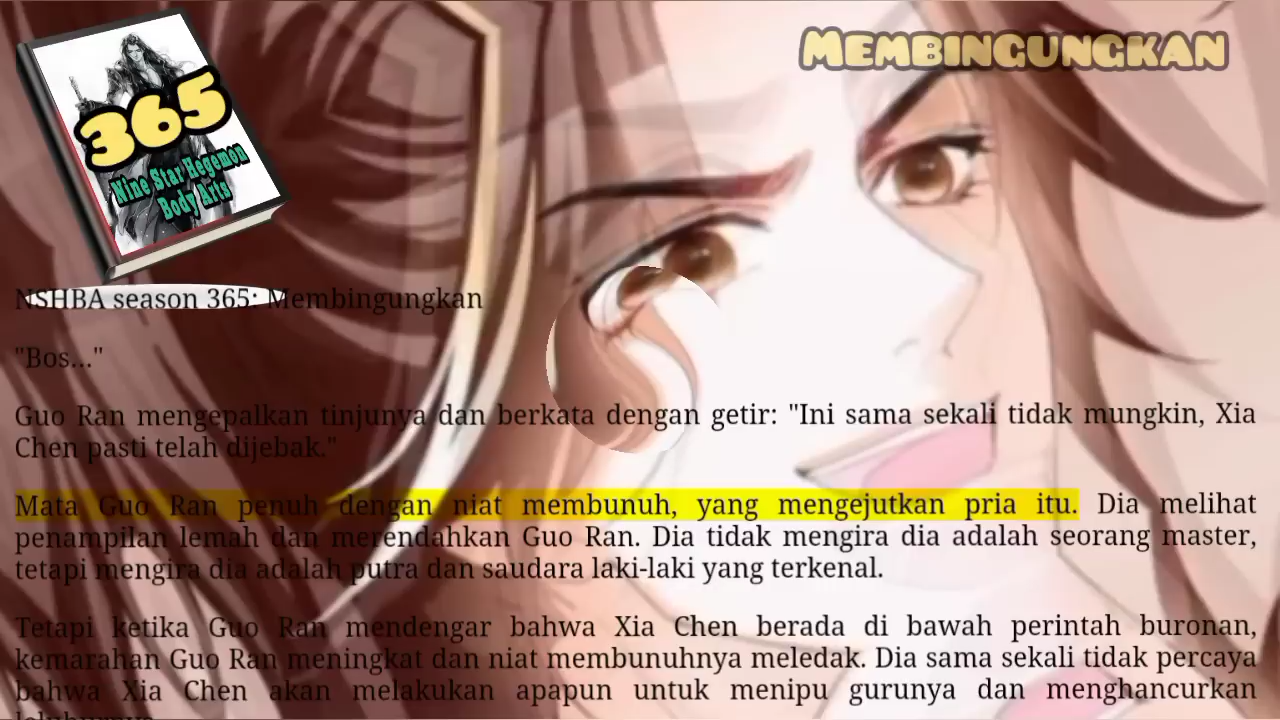 MEMBINGUNGKAN
365
Nine Star Hegemon
Body Arts
NSHBA season 365: Membingungkan
"Bos..."
Guo Ran mengepalkan tinjunya dan berkata dengan getir: "Ini sama sekali tidak mungkin, Xia
Chen pasti telah dijebak."
Mata Guo Ran penuh dengan niat membunuh, yang mengejutkan pria itu. Dia melihat
penampilan lemah dan merendahkan Guo Ran. Dia tidak mengira dia adalah seorang master,
tetapi mengira dia adalah putra dan saudara laki-laki yang terkenal.
Tetapi ketika Guo Ran mendengar bahwa Xia Chen berada di bawah perintah buronan,
kemarahan Guo Ran meningkat dan niat membunuhnya meledak. Dia sama sekali tidak percaya
bahwa Xia Chen akan melakukan apapun untuk menipu gurunya dan menghancurkan